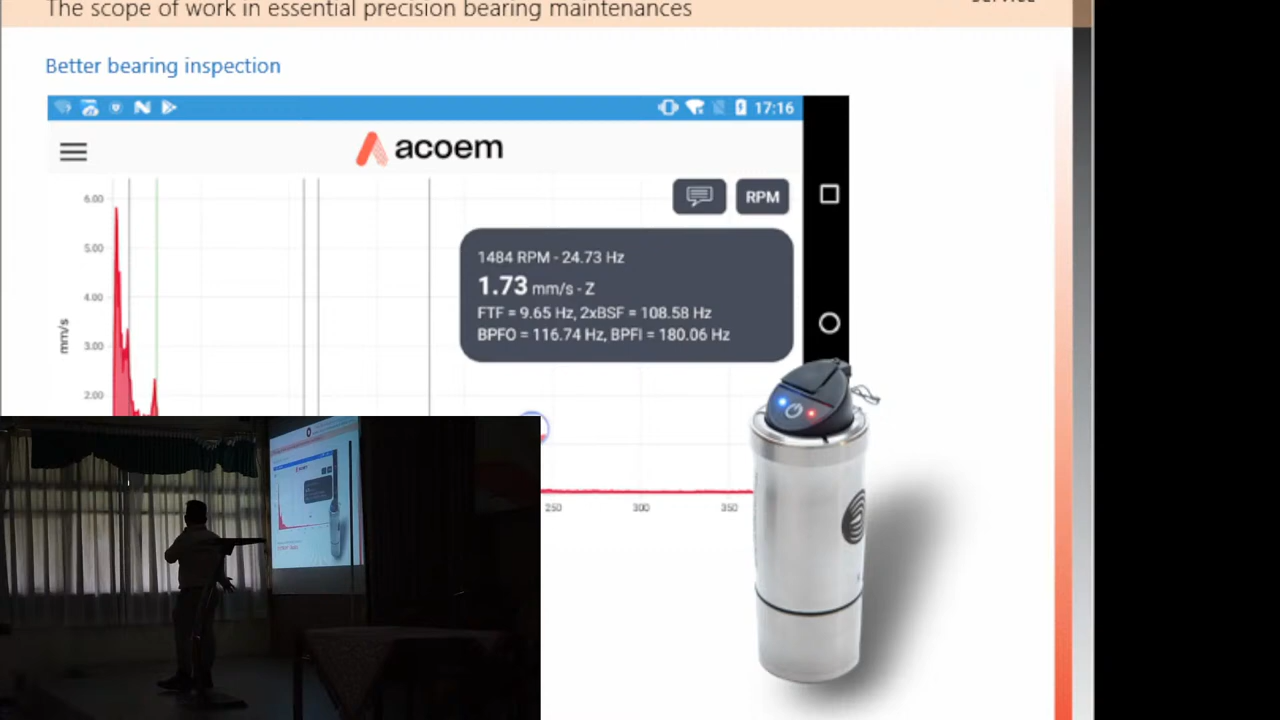 The scope of work in essential precision bearing maintenances
Better bearing inspection
17:16
acoem
RPM
6.00
5.00
4.00
3.00
2.00
mm/s
1484 RPM - 24.73 Hz
1.73 mm/s - Z
FTF = 9.65 Hz, 2xBSF = 108.58 Hz
BPFO = 116.74 Hz, BPFI = 180.06 Hz
250
300
350